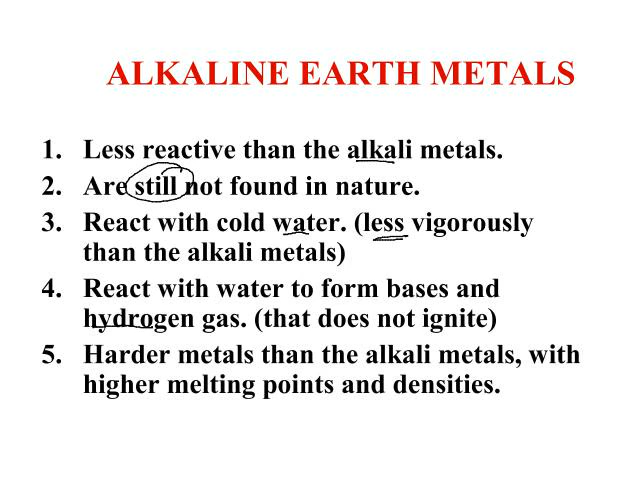 ALKALINE EARTH METALS
1. Less reactive than the alkali metals.
2. Are still not found in nature.
3. React with cold water. (less vigorously
than the alkali metals)
4. React with water to form bases and
hydrogen gas. (that does not ignite)
5. Harder metals than the alkali metals, with
higher melting points and densities.